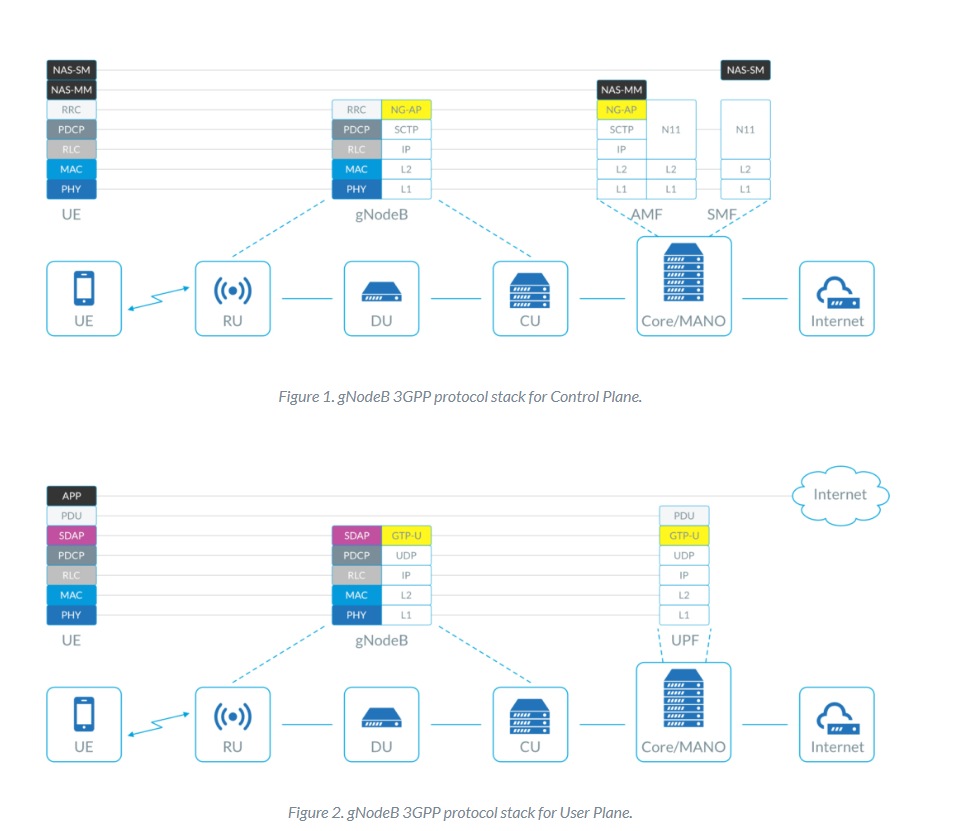 NAS-SM NAS-SM
NAS-MM NAS-MM
RRC RRC NG-AP NG-AP
PDCP PDCP SCTP SCTP N11 N11
RLC RLC IP IP
MAC MAC L2 L2 L2 L2
PHY PHY L1 L1 L1 L1
UE gNodeB AMF SMF
UE RU DU CU Core/MANO Internet
Figure 1. gNodeB 3GPP protocol stack for Control Plane.
APP Internet
PDU PDU
SDAP SDAP GTP-U GTP-U
PDCP PDCP UDP UDP
RLC RLC IP IP
MAC MAC L2 L2
PHY PHY L1 L1
UE gNodeB UPF
UE RU DU CU Core/MANO Internet
Figure 2. gNodeB 3GPP protocol stack for User Plane.